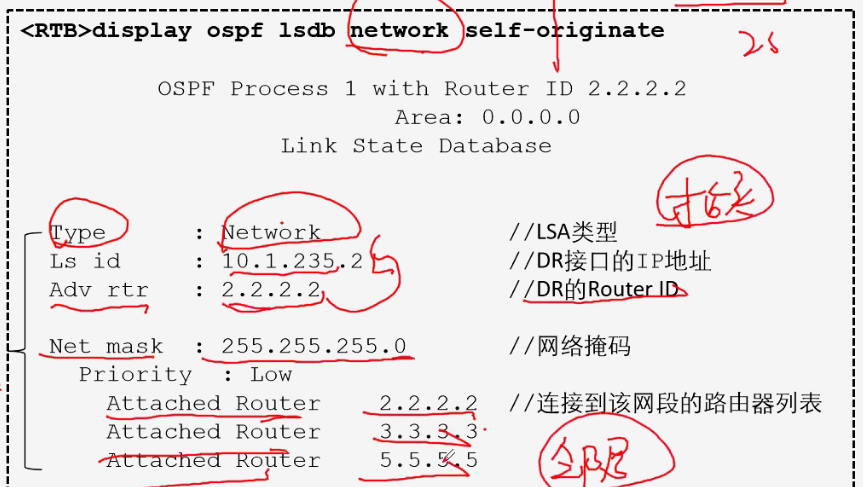 <RTB>display ospf lsdb network self-originate
OSPF Process 1 with Router ID 2.2.2.2
Area: 0.0.0.0
Link State Database
Type : Network //LSA类型
Ls id : 10.1.235.2 //DR接口的IP地址
Adv rtr : 2.2.2.2 //DR的Router ID
Net mask : 255.255.255.0 //网络掩码
Priority : Low
Attached Router 2.2.2.2 //连接到该网段的路由器列表
Attached Router 3.3.3.3
Attached Router 5.5.5.5